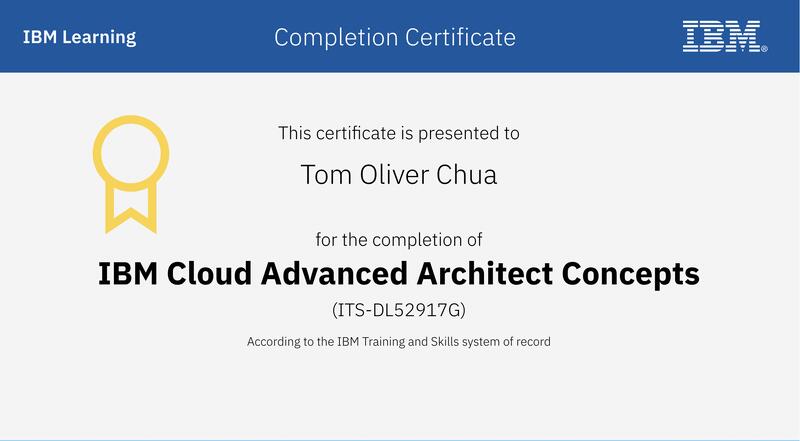 IBM Learning
Completion Certificate
IBM®
This certificate is presented to
Tom Oliver Chua
for the completion of
IBM Cloud Advanced Architect Concepts
(ITS-DL52917G)
According to the IBM Training and Skills system of record